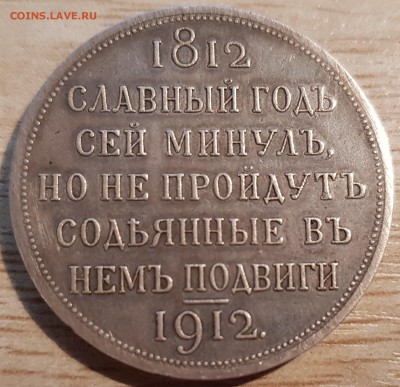 COINS.LAVE.RU
1812
СЛАВНЫЙ ГОДЪ
СЕЙ МИНУЛЪ,
НО НЕ ПРОЙДУТЪ
СОДѢЯННЫЕ ВЪ
НЕМЪ ПОДВИГИ
1912.